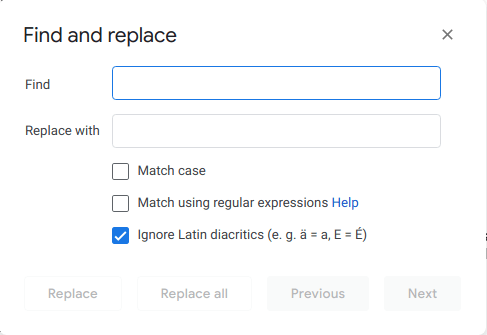 Find and replace
Find
Replace with
Match case
Match using regular expressions Help
Ignore Latin diacritics (e. g. ä = a, E = É)
Replace Replace all Previous Next